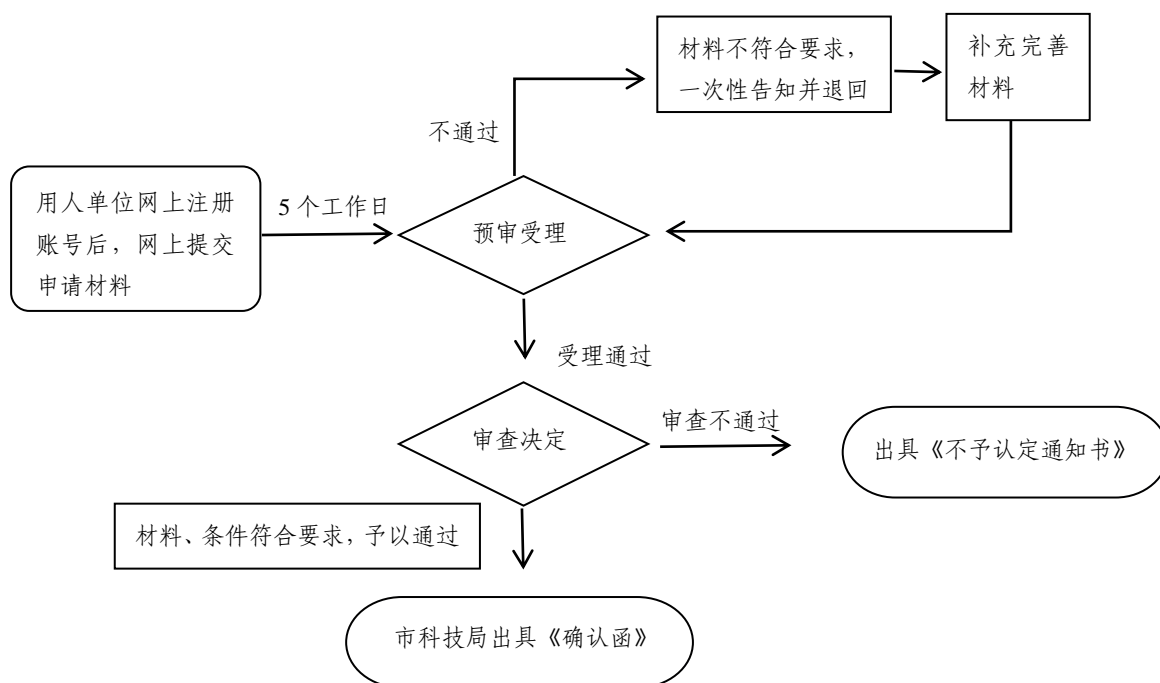 材料不符合要求，
一次性告知并退回
补充完善
材料
不通过
用人单位网上注册
账号后，网上提交
申请材料
5 个工作日
预审受理
受理通过
审查决定
审查不通过
出具《不予认定通知书》
材料、条件符合要求，予以通过
市科技局出具《确认函》